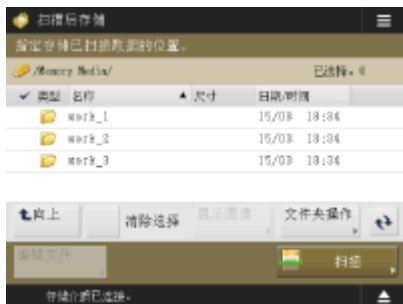 扫描后存储
指定存储已扫描数据的位置。
/Memory Media/ 已选择: 0
类型 名称 尺寸 日期/时间
work_1 15/03 18:34
work_2 15/03 18:34
work_3 15/03 18:34
向上 清除选择 显示图像 文件夹操作
编辑文件 扫描
存储介质已连接。